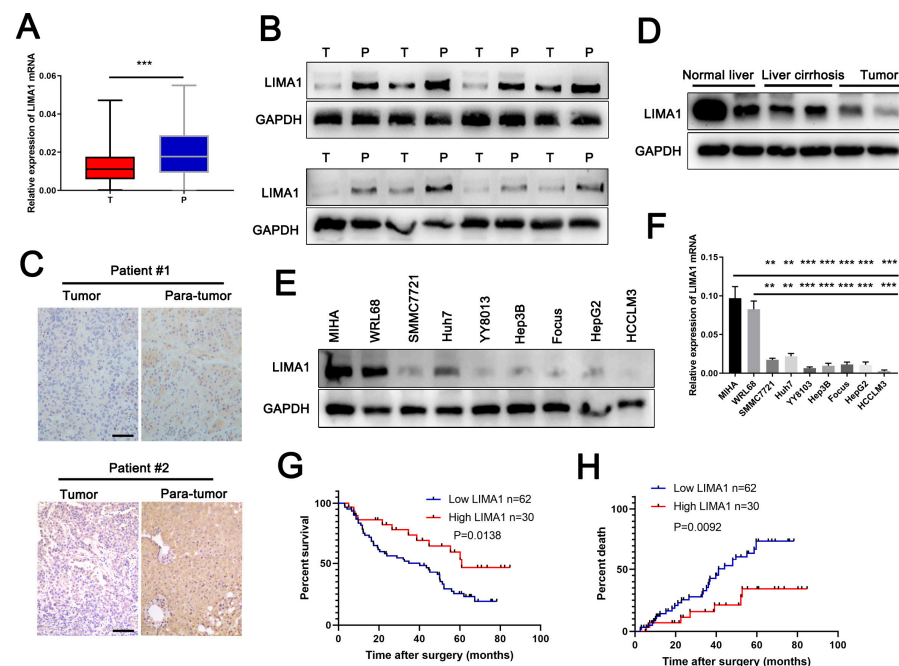 A
***
Relative expression of LIMA1 mRNA
0.06
0.04
0.02
0.00
T P
B
T P T P T P T P
LIMA1
GAPDH
T P T P T P T P
LIMA1
GAPDH
C
Patient #1
Tumor Para-tumor
Patient #2
Tumor Para-tumor
D
Normal liver Liver cirrhosis Tumor
LIMA1
GAPDH
E
MIHA WRL68 SMMC7721 Huh7 YY8013 Hep3B Focus HepG2 HCCLM3
LIMA1
GAPDH
F
Relative expression of LIMA1 mRNA
** ** *** *** *** *** ***
** ** *** *** *** *** ***
0.15
0.10
0.05
0.00
MIHA WRL68 SMMC7721 Huh7 YY8103 Hep3B Focus HepG2 HCCLM3
G
Low LIMA1 n=62
High LIMA1 n=30
P=0.0138
Percent survival
100
50
0
0 20 40 60 80 100
Time after surgery (months)
H
Low LIMA1 n=62
High LIMA1 n=30
P=0.0092
Percent death
100
50
0
0 20 40 60 80 100
Time after surgery (months)